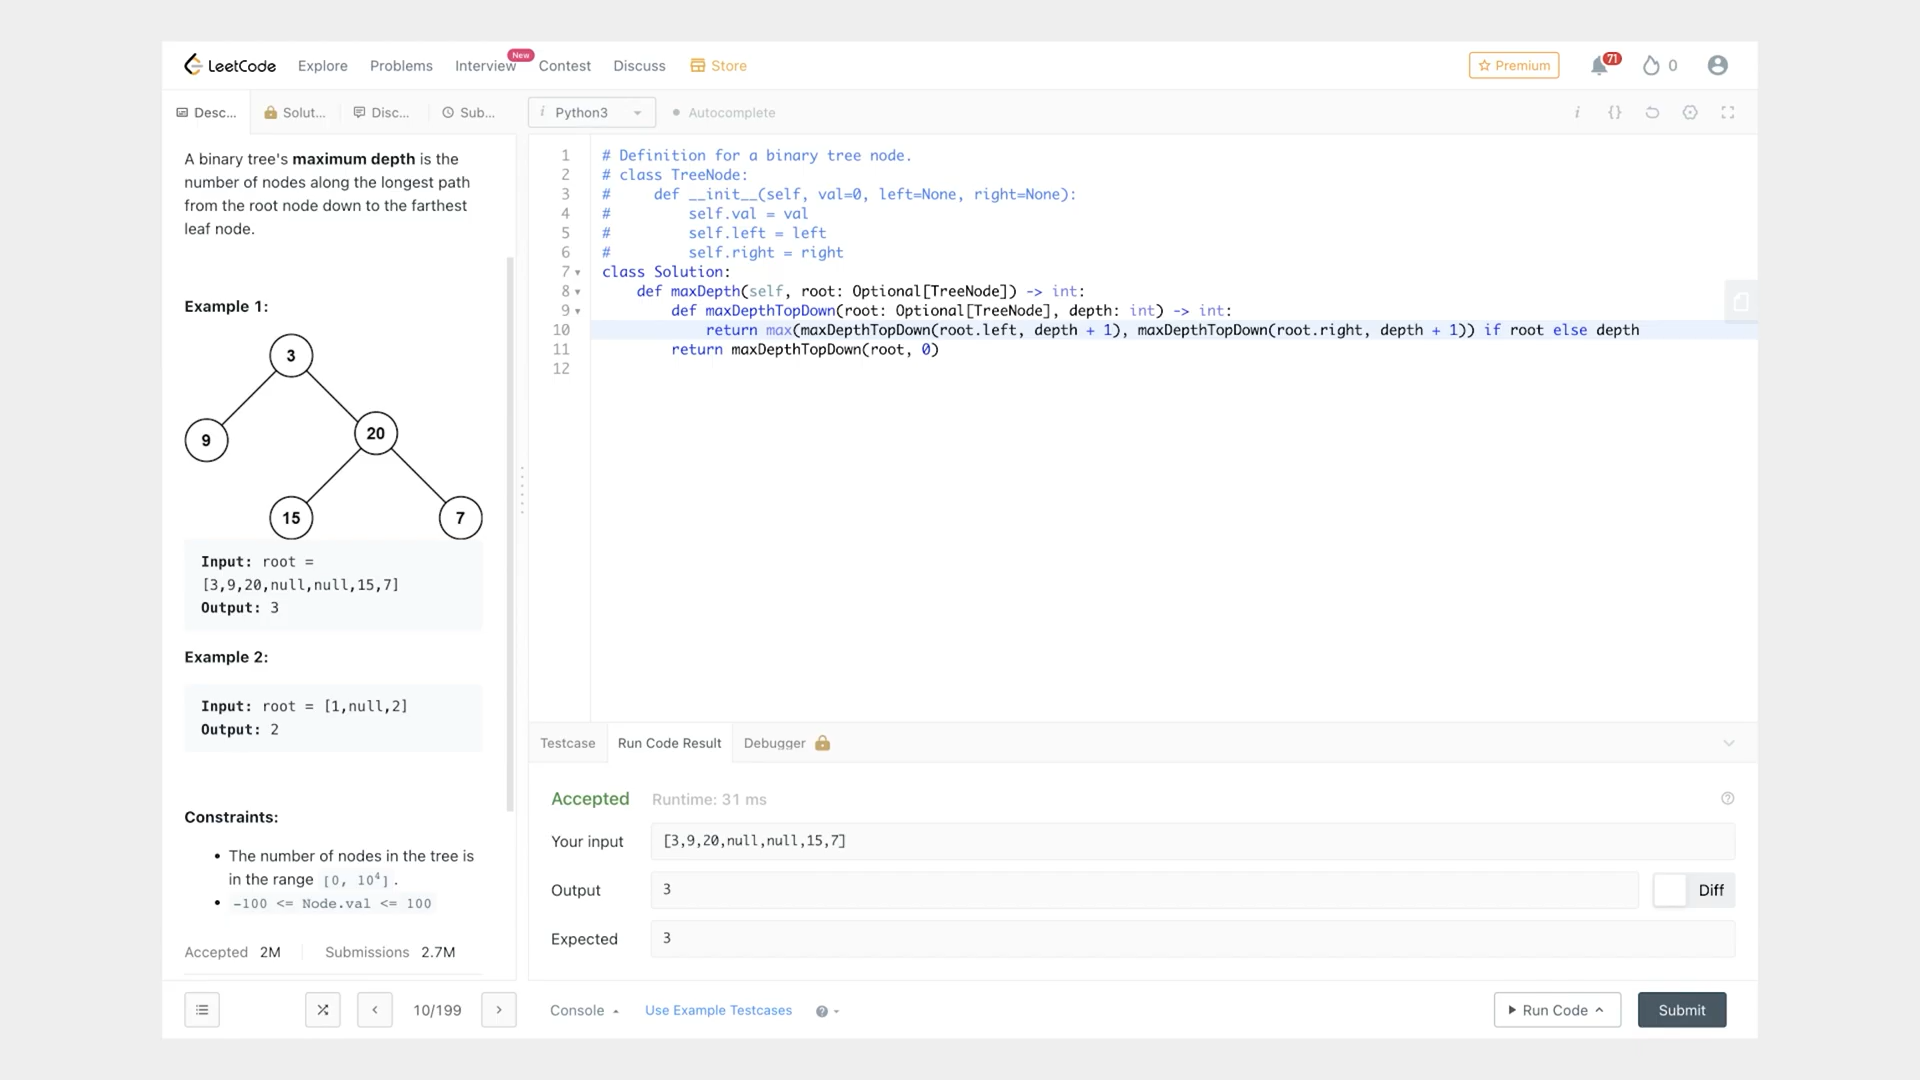 LeetCode Explore Problems Interview New Contest Discuss Store Premium 71 0
Desc... Solut... Disc... Sub... i Python3 Autocomplete i {}
A binary tree's maximum depth is the
number of nodes along the longest path
from the root node down to the farthest
leaf node.
Example 1:
3
9
20
15
7
Input: root =
[3,9,20,null,null,15,7]
Output: 3
Example 2:
Input: root = [1,null,2]
Output: 2
Constraints:
• The number of nodes in the tree is
in the range [0, 10⁴].
• -100 <= Node.val <= 100
Accepted 2M Submissions 2.7M
10/199
1 # Definition for a binary tree node.
2 # class TreeNode:
3 #     def __init__(self, val=0, left=None, right=None):
4 #         self.val = val
5 #         self.left = left
6 #         self.right = right
7 class Solution:
8     def maxDepth(self, root: Optional[TreeNode]) -> int:
9         def maxDepthTopDown(root: Optional[TreeNode], depth: int) -> int:
10             return max(maxDepthTopDown(root.left, depth + 1), maxDepthTopDown(root.right, depth + 1)) if root else depth
11         return maxDepthTopDown(root, 0)
12
Testcase Run Code Result Debugger
Accepted Runtime: 31 ms
Your input [3,9,20,null,null,15,7]
Output 3 Diff
Expected 3
Console Use Example Testcases Run Code Submit